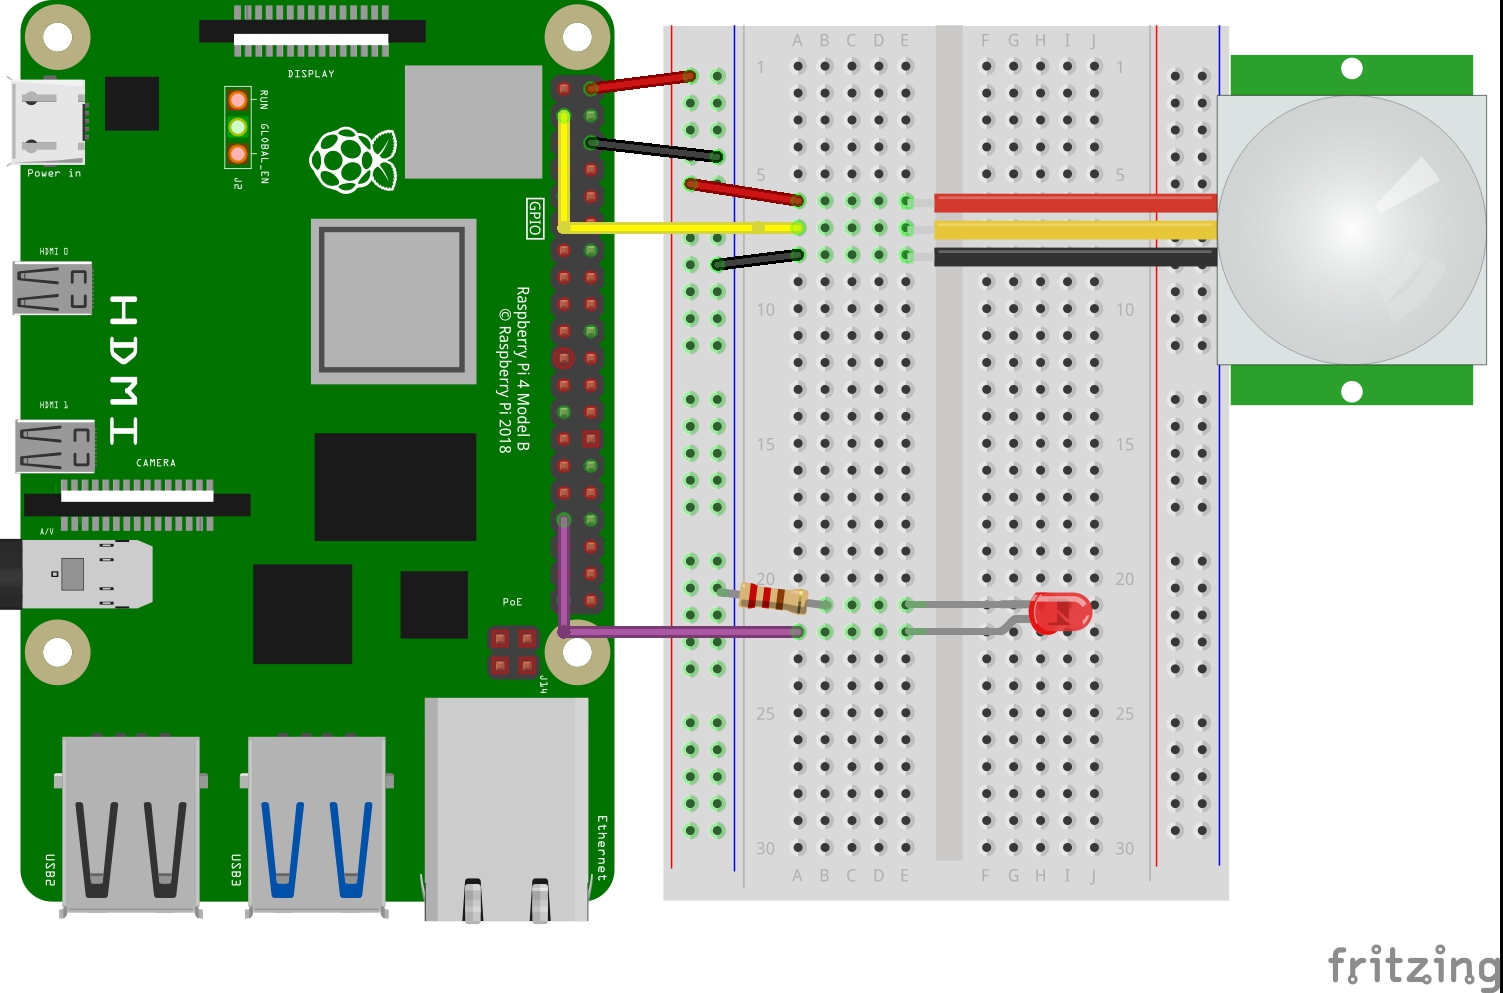 DISPLAY
RUN
GLOBAL_EN
J2
Power in
GPIO
HDMI 0
HDMI
HDMI 1
Raspberry Pi 4 Model B
© Raspberry Pi 2018
CAMERA
A/V
PoE
J14
USB2
USB3
Ethernet
A B C D E F G H I J
1 1
5 5
10 10
15 15
20 20
25 25
30 30
A B C D E F G H I J
fritzing